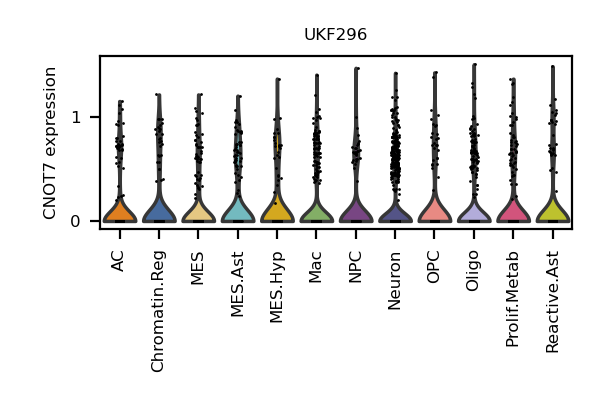 UKF296
CNOT7 expression
1
0
AC
Chromatin.Reg
MES
MES.Ast
MES.Hyp
Mac
NPC
Neuron
OPC
Oligo
Prolif.Metab
Reactive.Ast